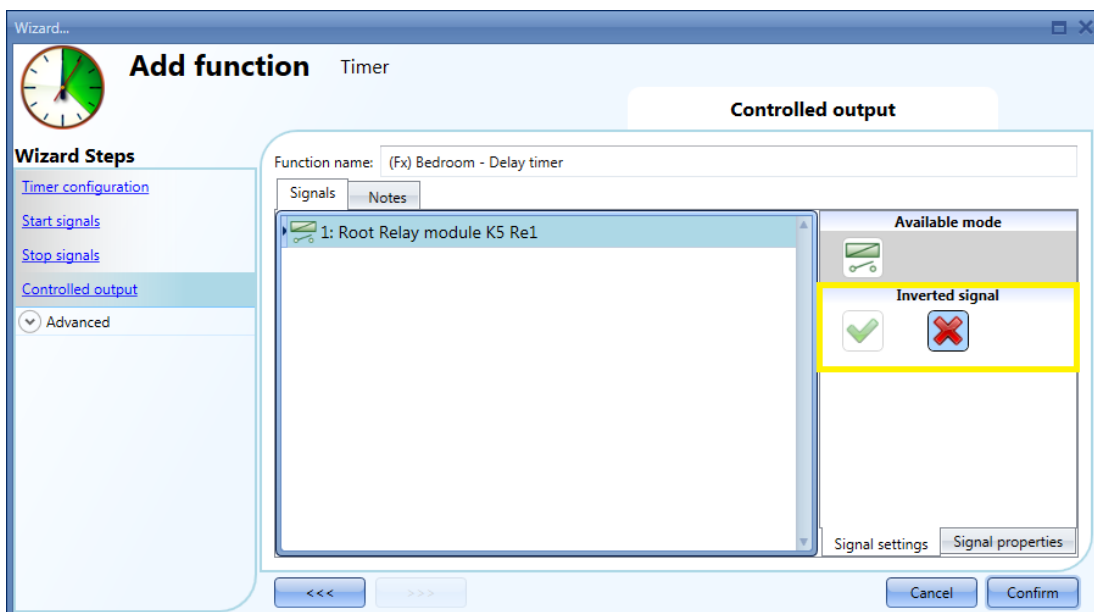 Wizard...
Add function Timer
Controlled output
Wizard Steps
Timer configuration
Start signals
Stop signals
Controlled output
Advanced
Function name: (Fx) Bedroom - Delay timer
Signals Notes
1: Root Relay module K5 Re1
Available mode
Inverted signal
Signal settings Signal properties
<<< >>> Cancel Confirm